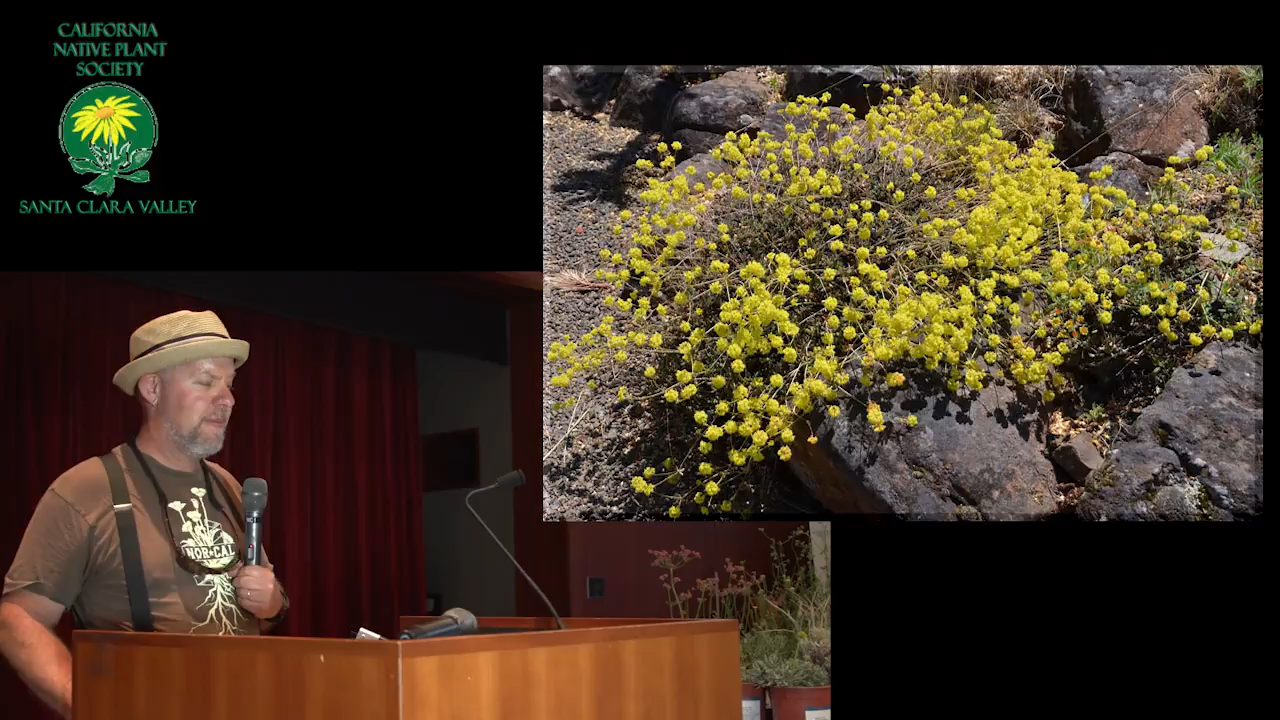 CALIFORNIA
NATIVE PLANT
SOCIETY
SANTA CLARA VALLEY
NOR CAL